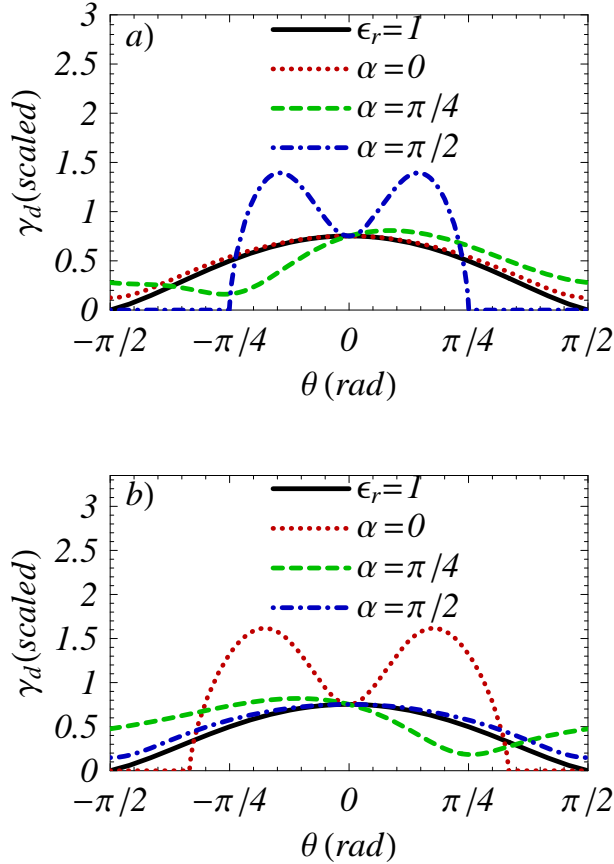 a)
ϵr=1
α=0
α=π/4
α=π/2
γd(scaled)
3
2.5
2
1.5
1
0.5
0
−π/2 −π/4 0 π/4 π/2
θ(rad)
b)
ϵr=1
α=0
α=π/4
α=π/2
γd(scaled)
3
2.5
2
1.5
1
0.5
0
−π/2 −π/4 0 π/4 π/2
θ(rad)